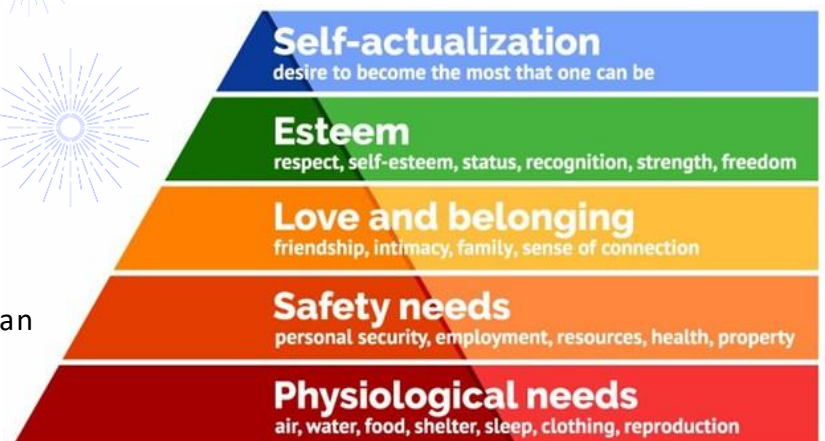 Self-actualization
desire to become the most that one can be
Esteem
respect, self-esteem, status, recognition, strength, freedom
Love and belonging
friendship, intimacy, family, sense of connection
an
Safety needs
personal security, employment, resources, health, property
Physiological needs
air, water, food, shelter, sleep, clothing, reproduction